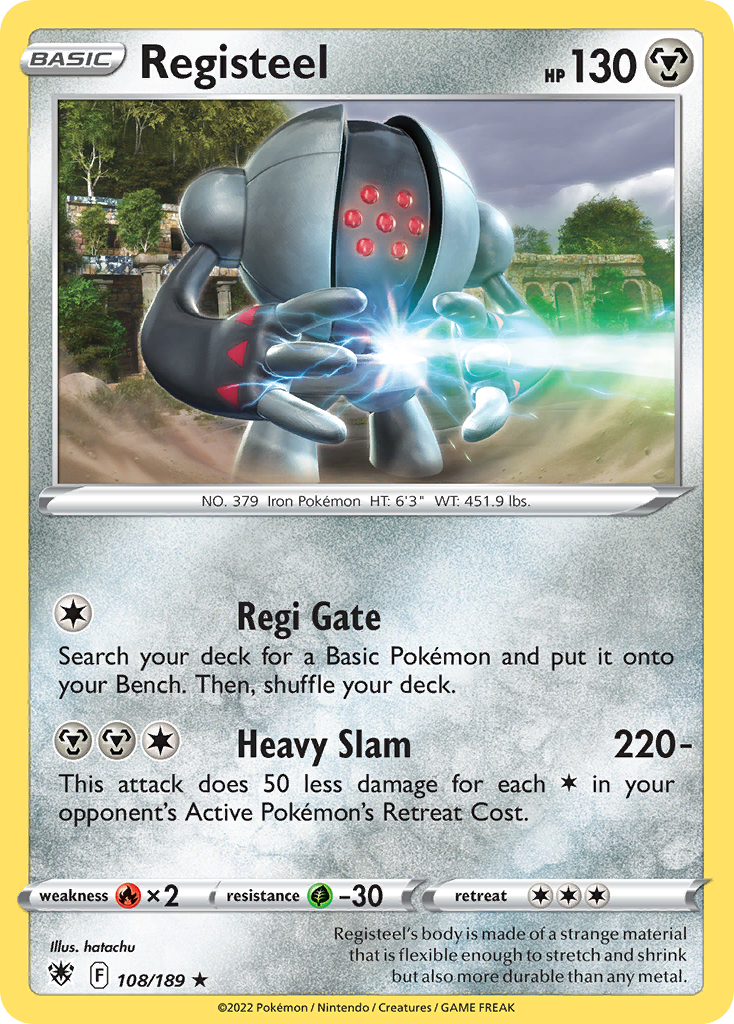 BASIC Registeel HP 130
NO. 379 Iron Pokémon HT: 6'3" WT: 451.9 lbs.
Regi Gate
Search your deck for a Basic Pokémon and put it onto
your Bench. Then, shuffle your deck.
Heavy Slam 220-
This attack does 50 less damage for each in your
opponent's Active Pokémon's Retreat Cost.
weakness ×2 resistance -30 retreat
Illus. hatachu
Registeel's body is made of a strange material
that is flexible enough to stretch and shrink
but also more durable than any metal.
F 108/189 ★
©2022 Pokémon / Nintendo / Creatures / GAME FREAK